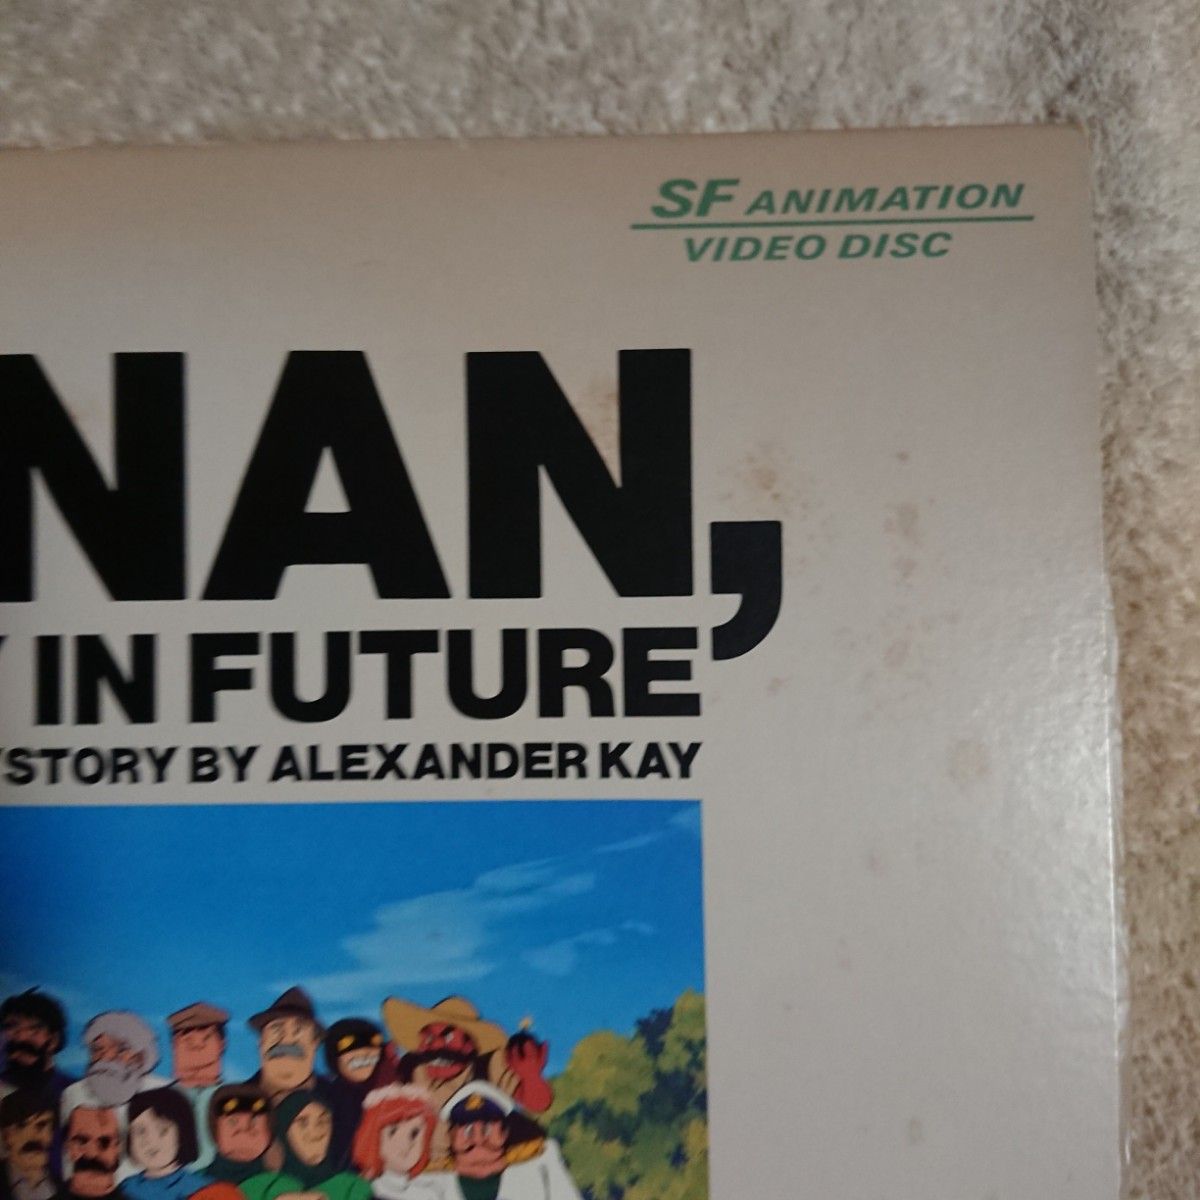 SF ANIMATION
VIDEO DISC
NAN,
IN FUTURE
STORY BY ALEXANDER KAY